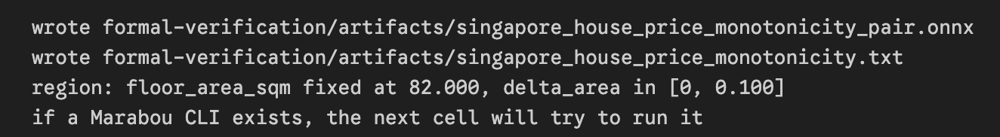 wrote formal-verification/artifacts/singapore_house_price_monotonicity_pair.onnx
wrote formal-verification/artifacts/singapore_house_price_monotonicity.txt
region: floor_area_sqm fixed at 82.000, delta_area in [0, 0.100]
if a Marabou CLI exists, the next cell will try to run it